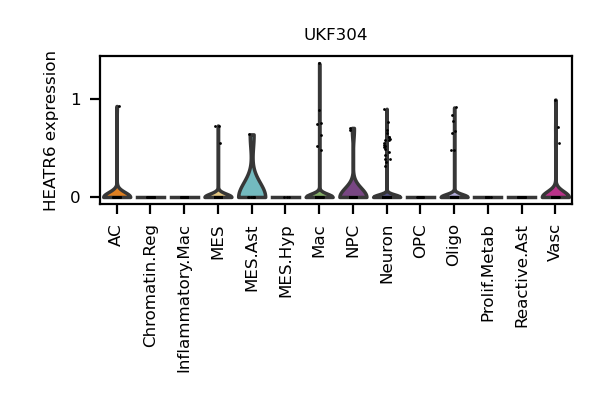 UKF304
HEATR6 expression
1
0
AC
Chromatin.Reg
Inflammatory.Mac
MES
MES.Ast
MES.Hyp
Mac
NPC
Neuron
OPC
Oligo
Prolif.Metab
Reactive.Ast
Vasc